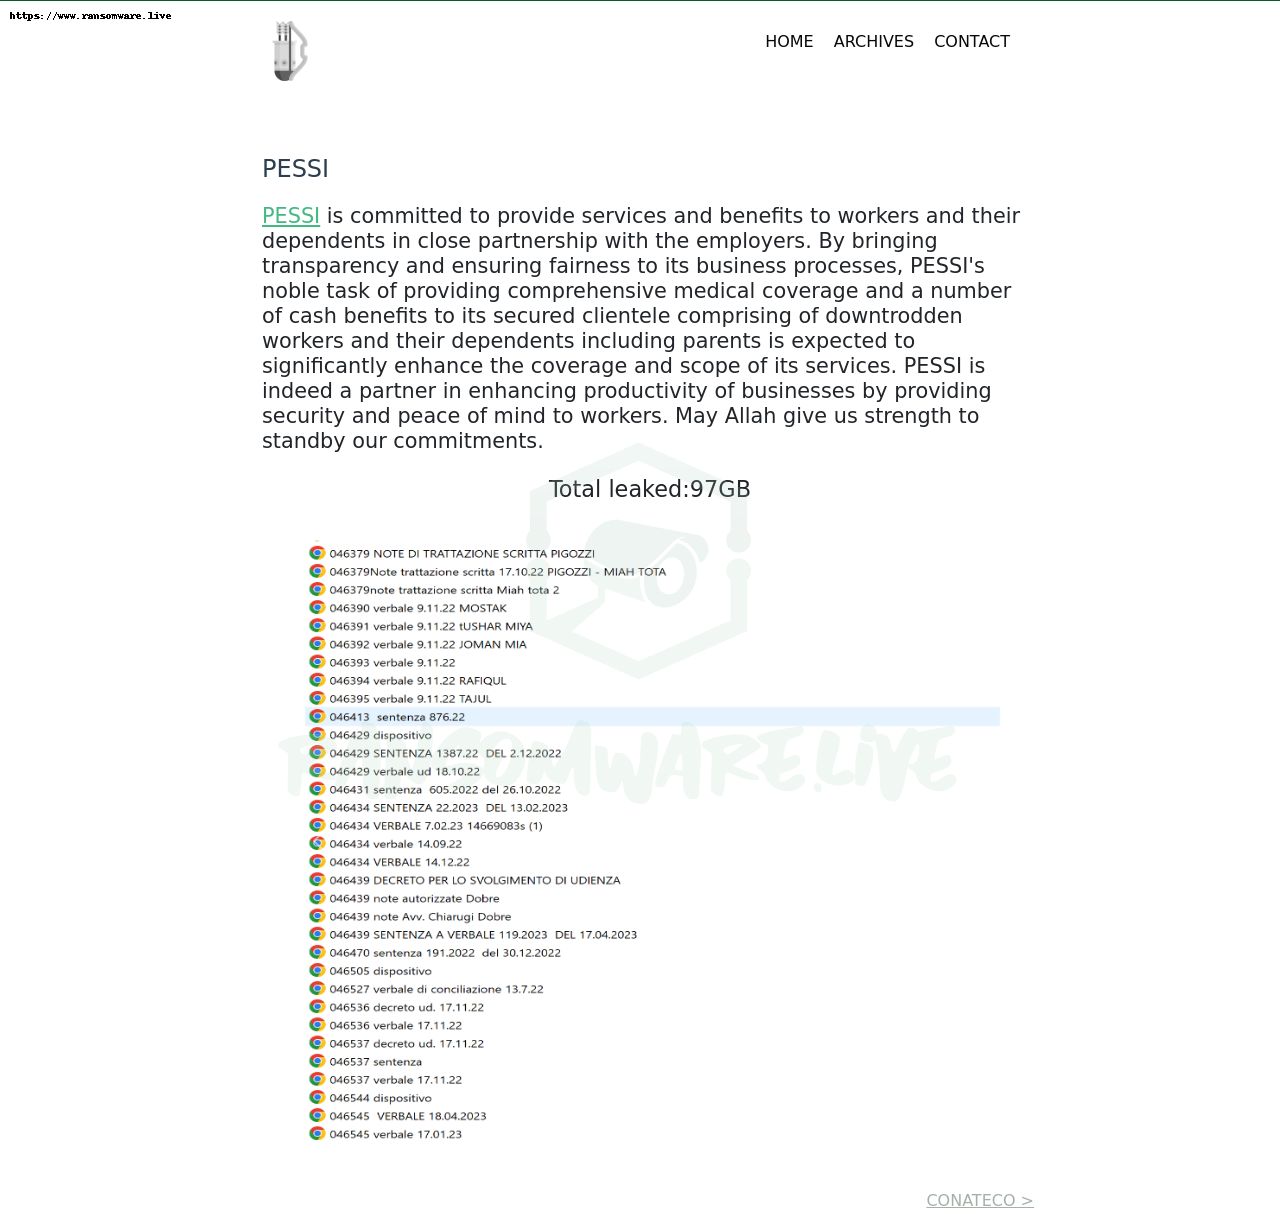 https://www.ransomware.live
HOME ARCHIVES CONTACT
PESSI
PESSI is committed to provide services and benefits to workers and their
dependents in close partnership with the employers. By bringing
transparency and ensuring fairness to its business processes, PESSI's
noble task of providing comprehensive medical coverage and a number
of cash benefits to its secured clientele comprising of downtrodden
workers and their dependents including parents is expected to
significantly enhance the coverage and scope of its services. PESSI is
indeed a partner in enhancing productivity of businesses by providing
security and peace of mind to workers. May Allah give us strength to
standby our commitments.
Total leaked:97GB
046379 NOTE DI TRATTAZIONE SCRITTA PIGOZZI
046379Note trattazione scritta 17.10.22 PIGOZZI - MIAH TOTA
046379note trattazione scritta Miah tota 2
046390 verbale 9.11.22 MOSTAK
046391 verbale 9.11.22 tUSHAR MIYA
046392 verbale 9.11.22 JOMAN MIA
046393 verbale 9.11.22
046394 verbale 9.11.22 RAFIQUL
046395 verbale 9.11.22 TAJUL
046413 sentenza 876.22
046429 dispositivo
046429 SENTENZA 1387.22 DEL 2.12.2022
046429 verbale ud 18.10.22
046431 sentenza 605.2022 del 26.10.2022
046434 SENTENZA 22.2023 DEL 13.02.2023
046434 VERBALE 7.02.23 14669083s (1)
046434 verbale 14.09.22
046434 VERBALE 14.12.22
046439 DECRETO PER LO SVOLGIMENTO DI UDIENZA
046439 note autorizzate Dobre
046439 note Avv. Chiarugi Dobre
046439 SENTENZA A VERBALE 119.2023 DEL 17.04.2023
046470 sentenza 191.2022 del 30.12.2022
046505 dispositivo
046527 verbale di conciliazione 13.7.22
046536 decreto ud. 17.11.22
046536 verbale 17.11.22
046537 decreto ud. 17.11.22
046537 sentenza
046537 verbale 17.11.22
046544 dispositivo
046545 VERBALE 18.04.2023
046545 verbale 17.01.23
RANSOMWARE.LIVE
CONATECO >